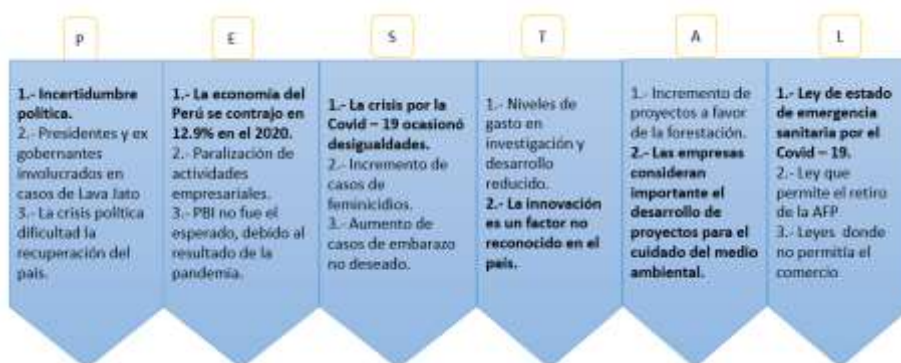 P
1.- Incertidumbre
política.
2.- Presidentes y ex
gobernantes
involucrados en
casos de Lava Jato
3.- La crisis política
dificultad la
recuperación del
país.
E
1.- La economía del
Perú se contrajo en
12.9% en el 2020.
2.- Paralización de
actividades
empresariales.
3.- PBI no fue el
esperado, debido al
resultado de la
pandemia.
S
1.- La crisis por la
Covid – 19 ocasionó
desigualdades.
2.- Incremento de
casos de
feminicidios.
3.- Aumento de
casos de embarazo
no deseado.
T
1.- Niveles de
gasto en
investigación y
desarrollo
reducido.
2.- La innovación
es un factor no
reconocido en el
país.
A
1.- Incremento de
proyectos a favor
de la forestación.
2.- Las empresas
consideran
importante el
desarrollo de
proyectos para el
cuidado del medio
ambiental.
L
1.- Ley de estado
de emergencia
sanitaria por el
Covid – 19.
2.- Ley que
permite el retiro
de la AFP
3.- Leyes donde
no permitía el
comercio